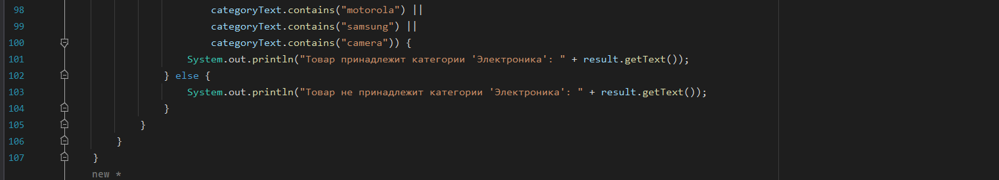 98 categoryText.contains("motorola") ||
99 categoryText.contains("samsung") ||
100 categoryText.contains("camera")) {
101 System.out.println("Товар принадлежит категории 'Электроника': " + result.getText());
102 } else {
103 System.out.println("Товар не принадлежит категории 'Электроника': " + result.getText());
104 }
105 }
106 }
107 }
new *